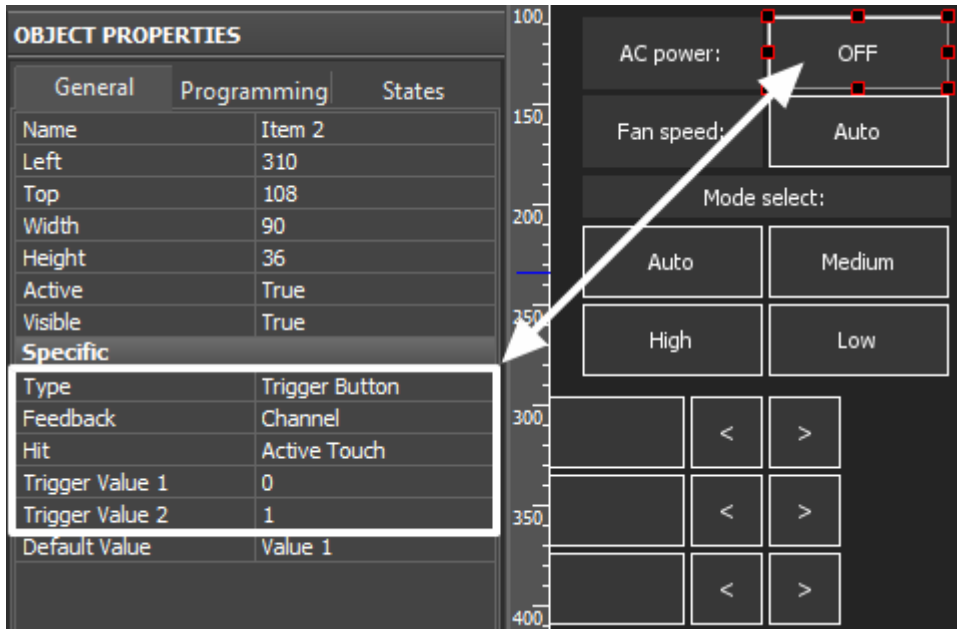 OBJECT PROPERTIES
General Programming States
Name Item 2
Left 310
Top 108
Width 90
Height 36
Active True
Visible True
Specific
Type Trigger Button
Feedback Channel
Hit Active Touch
Trigger Value 1 0
Trigger Value 2 1
Default Value Value 1
100
150
200
250
300
350
400
AC power: OFF
Fan speed: Auto
Mode select:
Auto Medium
High Low
< >
< >
< >